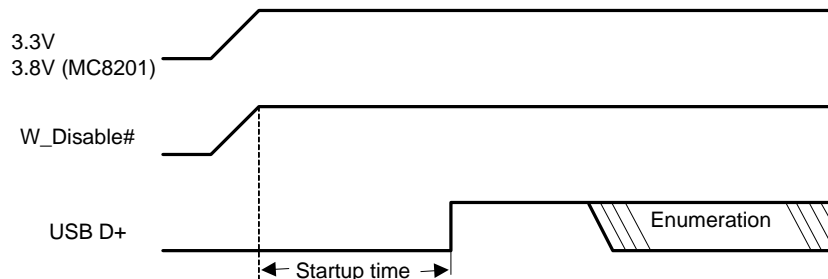 3.3V
3.8V (MC8201)
W_Disable#
USB D+
Enumeration
Startup time